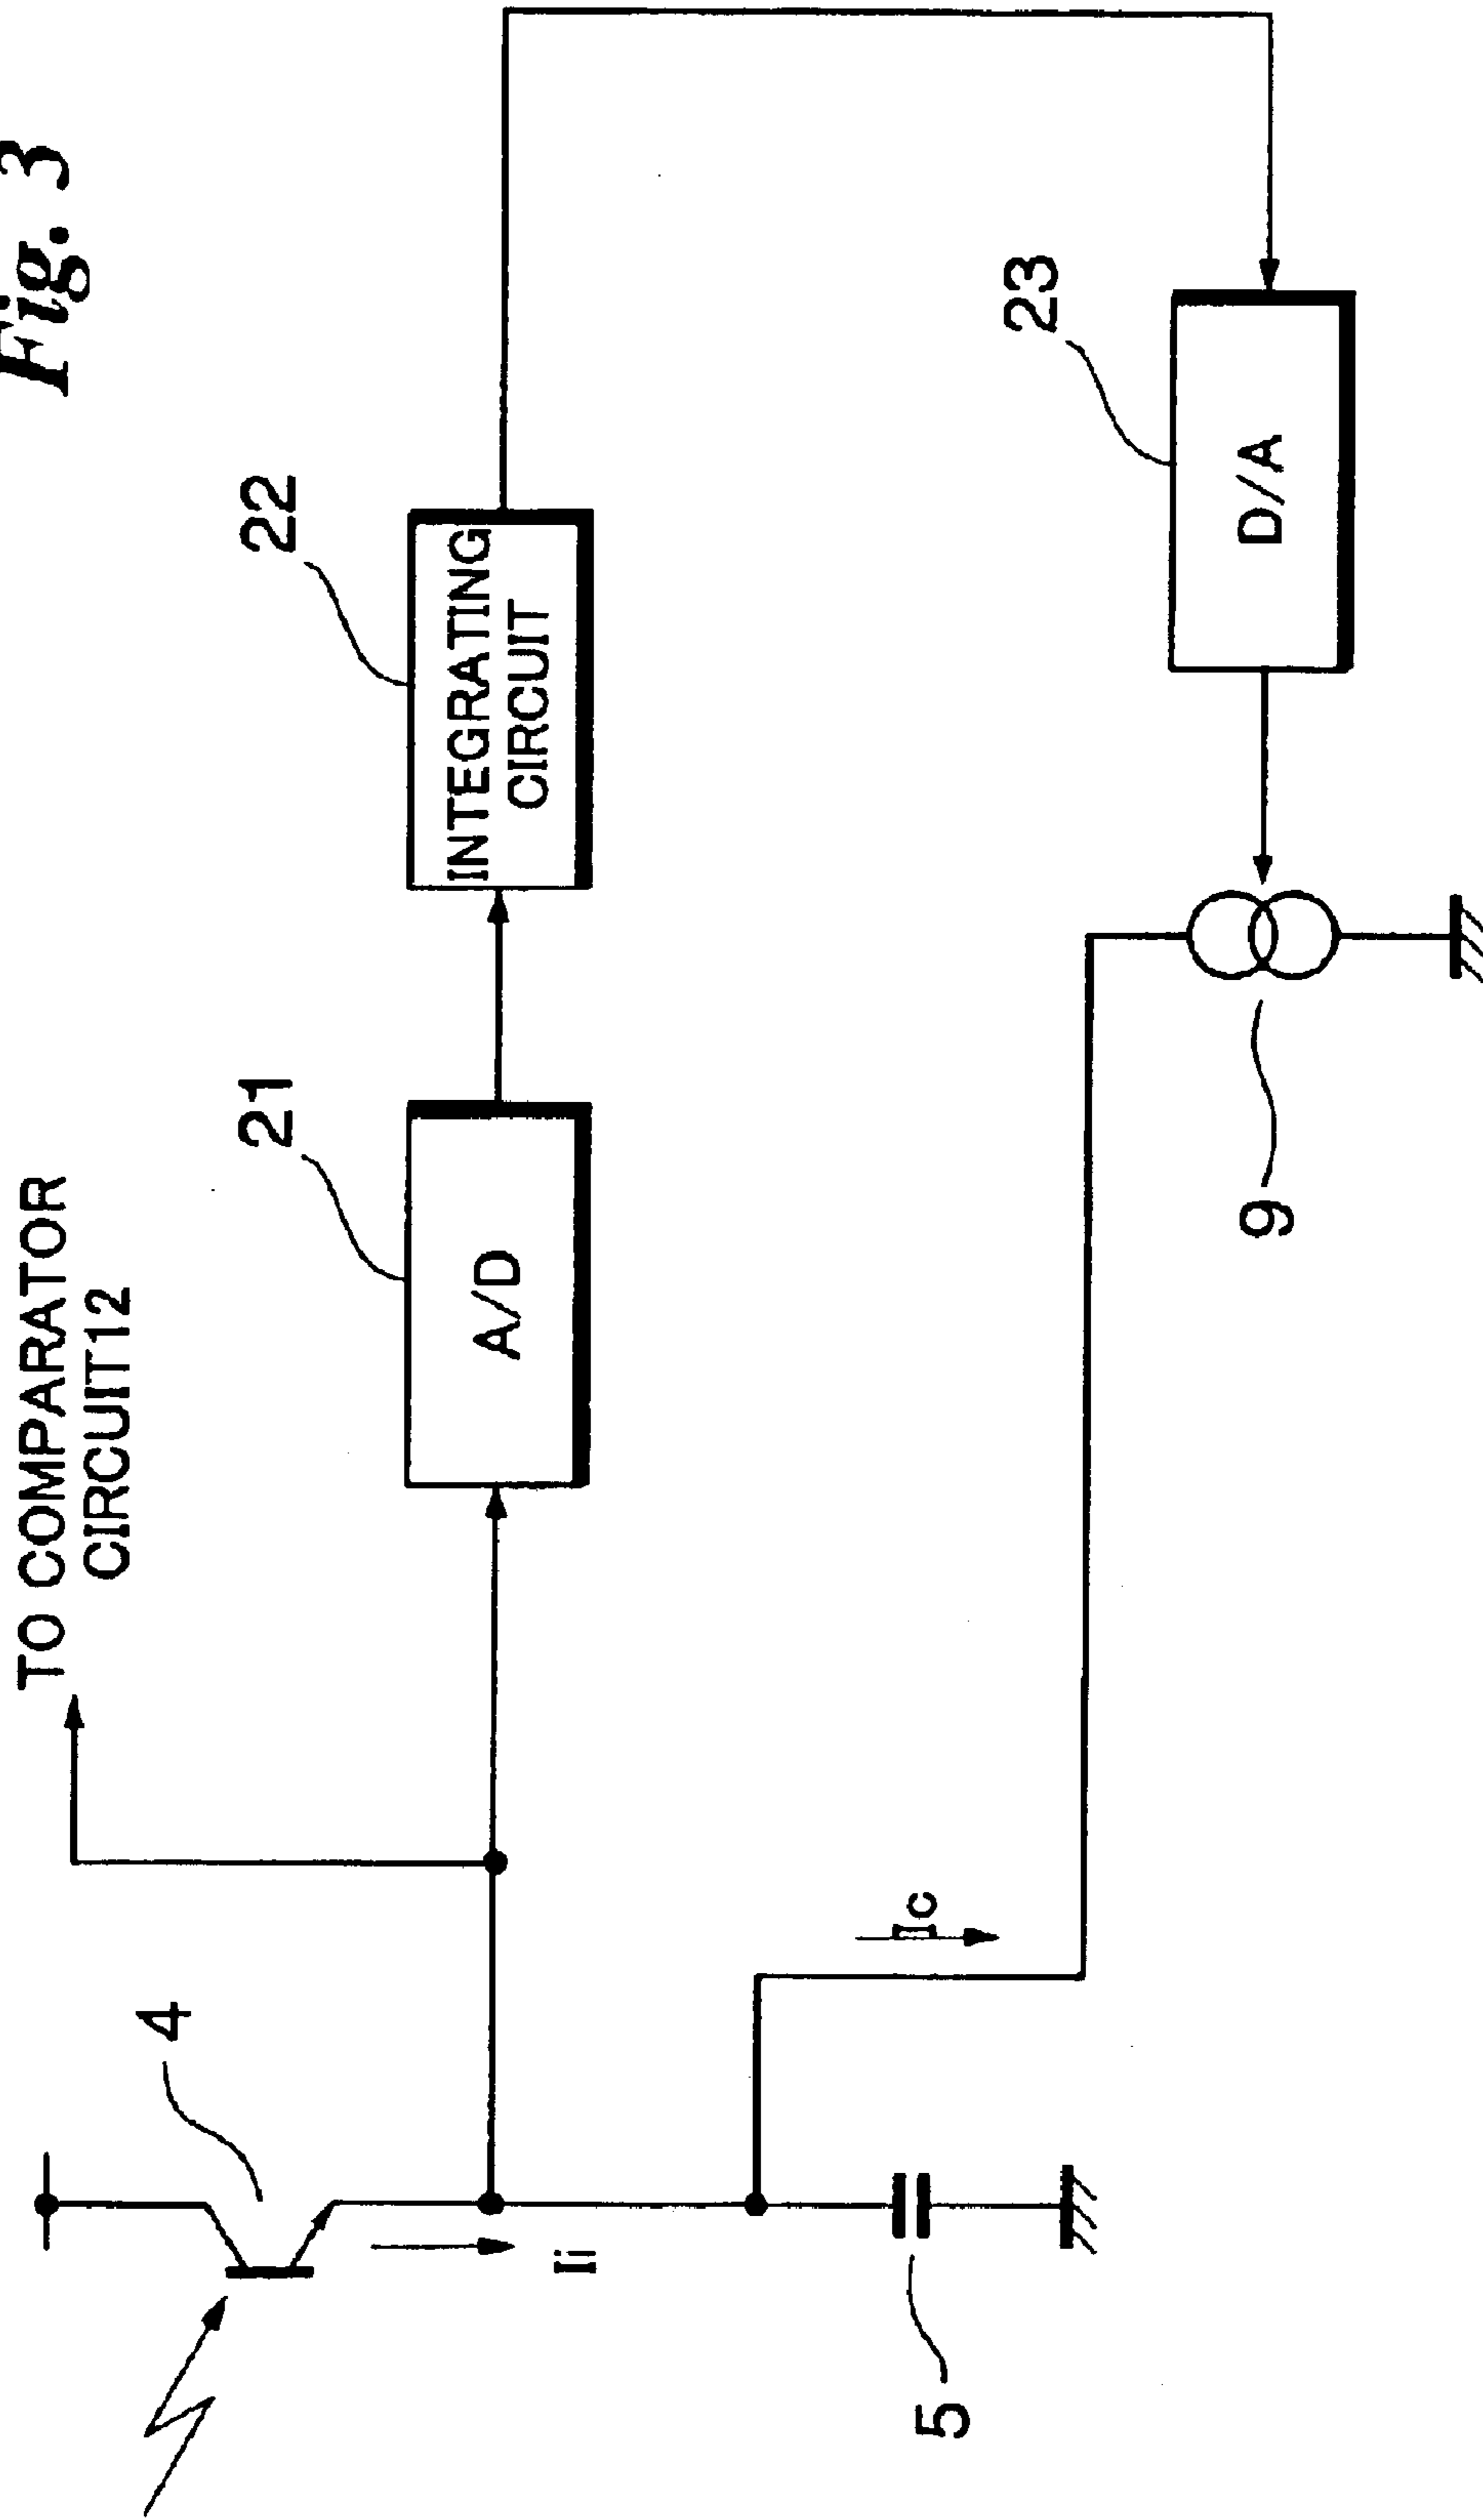 Fig. 3
TO COMPARATOR
CIRCUIT12
4
21
A/D
22
INTEGRATING
CIRCUIT
Ii
Ic
5
9
23
D/A